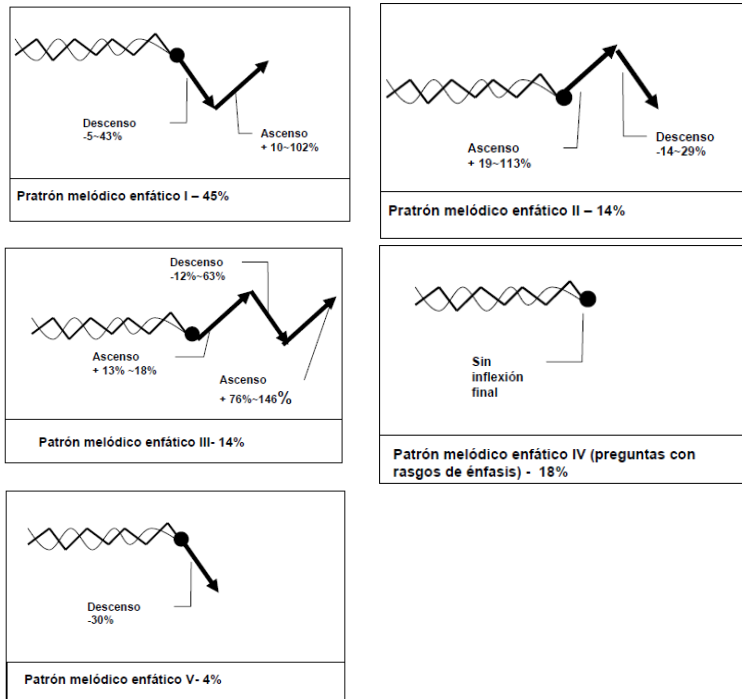 Descenso
-5~43%
Ascenso
+ 10~102%
Pratrón melódico enfático I – 45%
Ascenso
+ 19~113%
Descenso
-14~29%
Pratrón melódico enfático II – 14%
Descenso
-12%~63%
Ascenso
+ 13% ~18%
Ascenso
+ 76%~146%
Patrón melódico enfático III- 14%
Sin
inflexión
final
Patrón melódico enfático IV (preguntas con
rasgos de énfasis) - 18%
Descenso
-30%
Patrón melódico enfático V- 4%